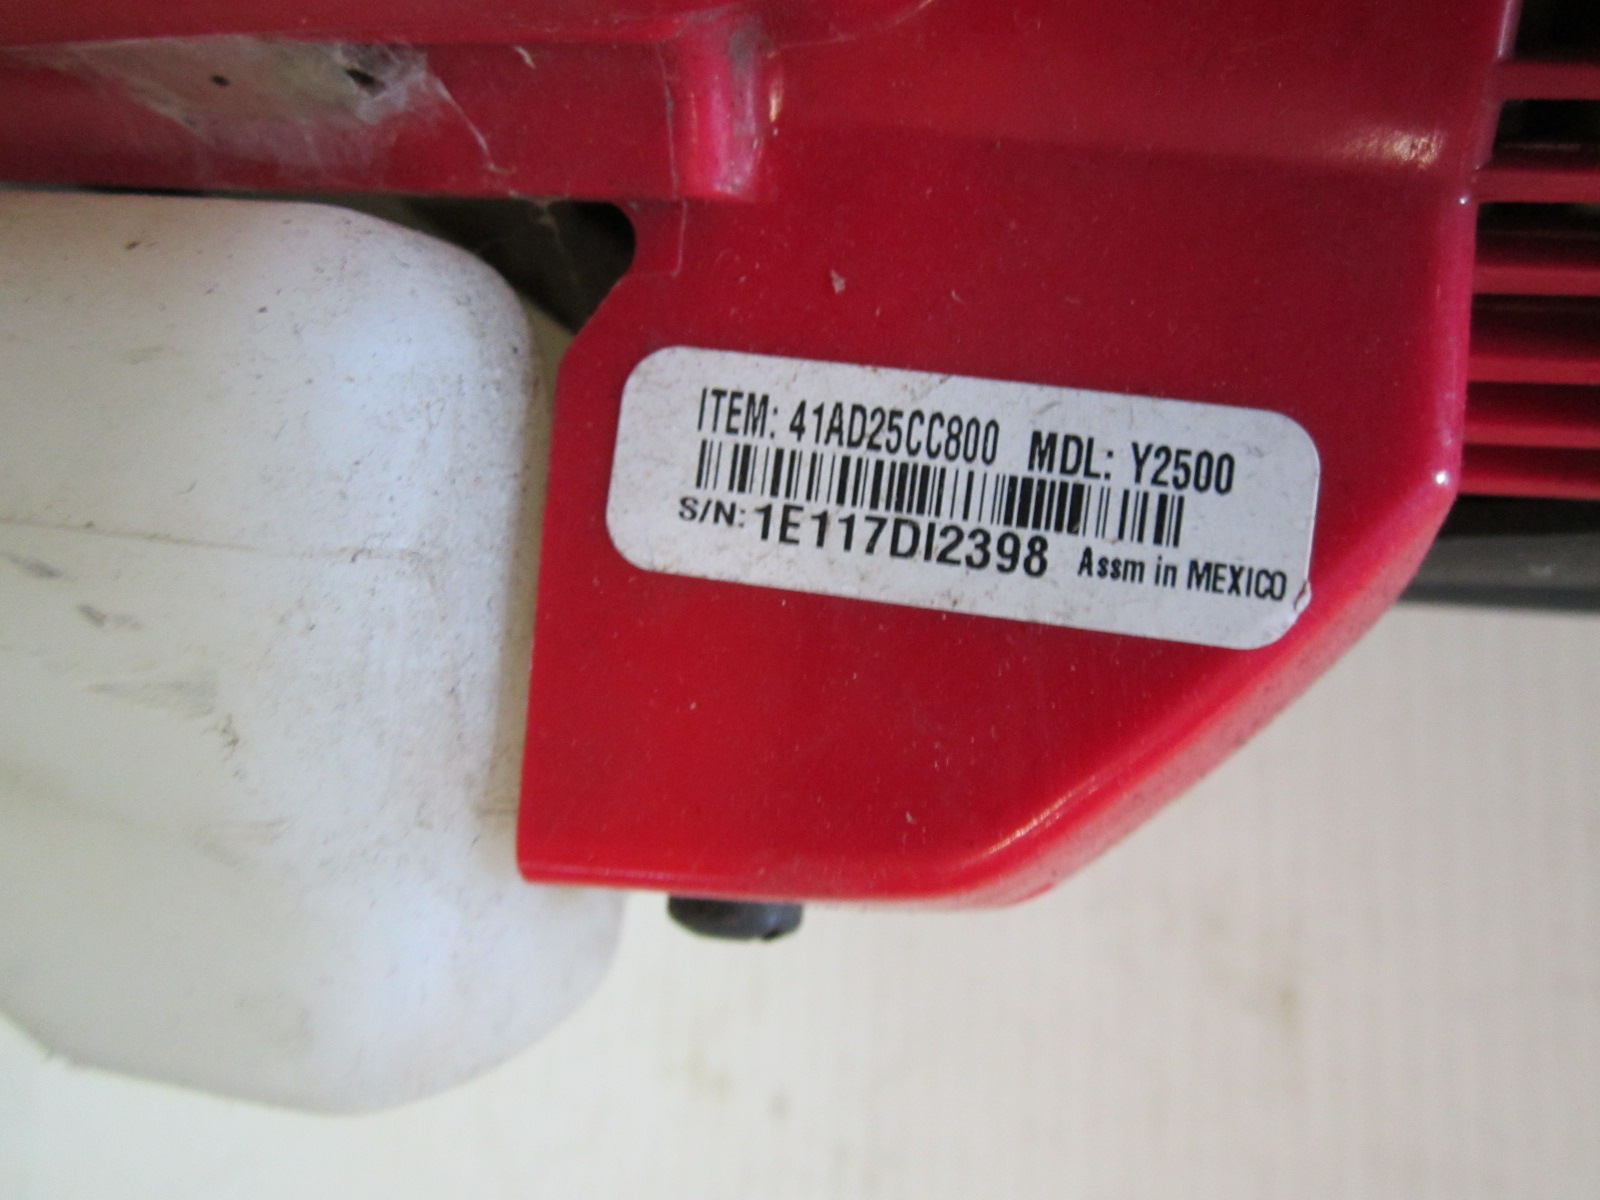 ITEM: 41AD25CC800 MDL: Y2500
S/N: 1E117DI2398 Assm in MEXICO